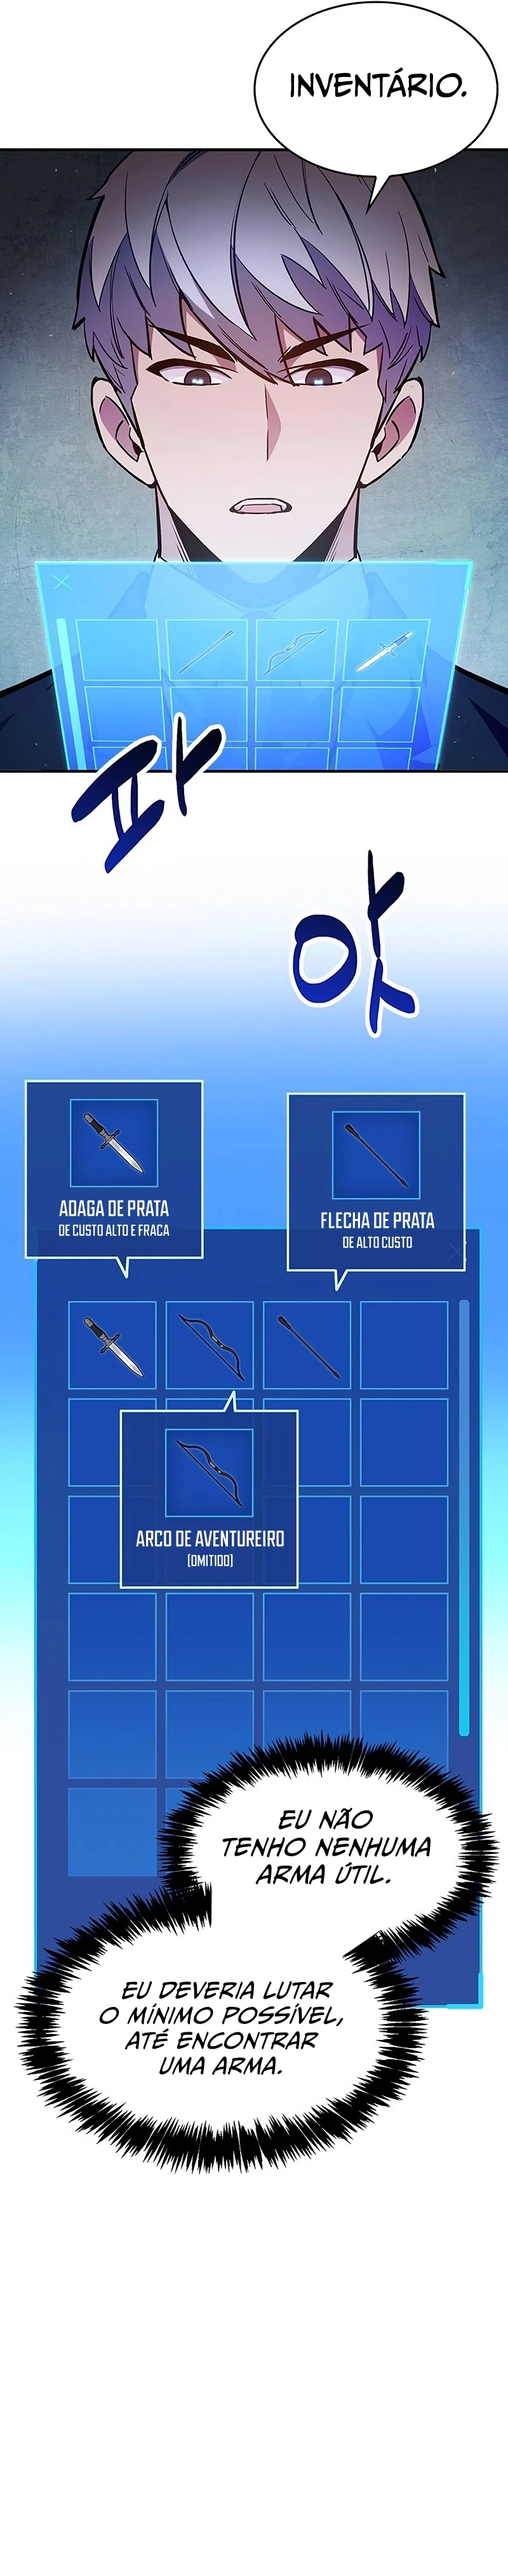 INVENTÁRIO.
파
앗
ADAGA DE PRATA
DE CUSTO ALTO E FRACA
FLECHA DE PRATA
DE ALTO CUSTO
ARCO DE AVENTUREIRO
[OMITIDO]
EU NÃO
TENHO NENHUMA
ARMA ÚTIL.
EU DEVERIA LUTAR
O MÍNIMO POSSÍVEL,
ATÉ ENCONTRAR
UMA ARMA.